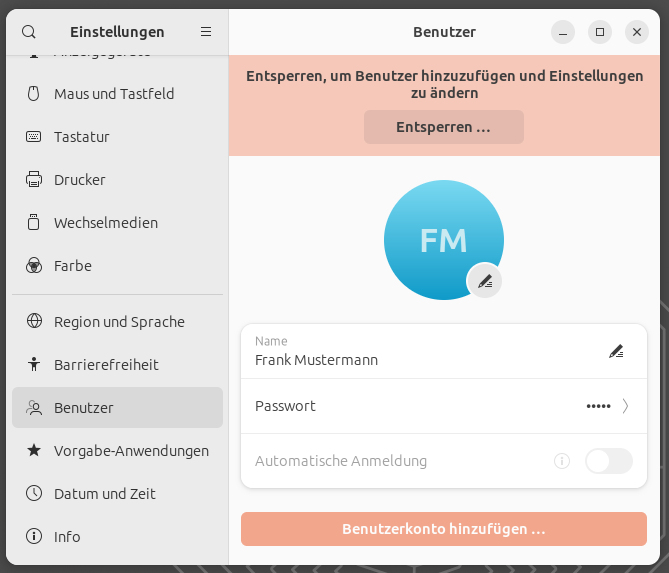 Einstellungen
Benutzer
Anzeigegeräte
Maus und Tastfeld
Tastatur
Drucker
Wechselmedien
Farbe
Region und Sprache
Barrierefreiheit
Benutzer
Vorgabe-Anwendungen
Datum und Zeit
Info
Entsperren, um Benutzer hinzuzufügen und Einstellungen
zu ändern
Entsperren …
FM
Name
Frank Mustermann
Passwort
•••••
Automatische Anmeldung
Benutzerkonto hinzufügen …